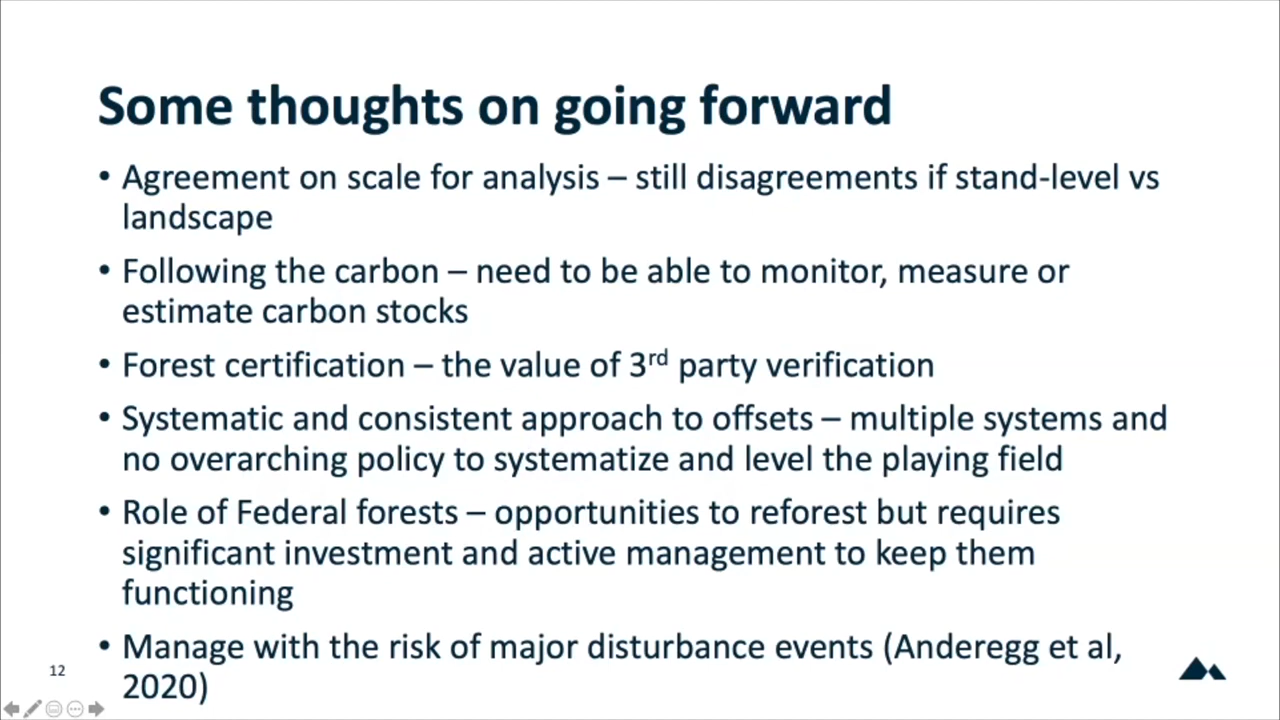 Some thoughts on going forward
• Agreement on scale for analysis – still disagreements if stand-level vs
landscape
• Following the carbon – need to be able to monitor, measure or
estimate carbon stocks
• Forest certification – the value of 3rd party verification
• Systematic and consistent approach to offsets – multiple systems and
no overarching policy to systematize and level the playing field
• Role of Federal forests – opportunities to reforest but requires
significant investment and active management to keep them
functioning
• Manage with the risk of major disturbance events (Anderegg et al,
2020)
12